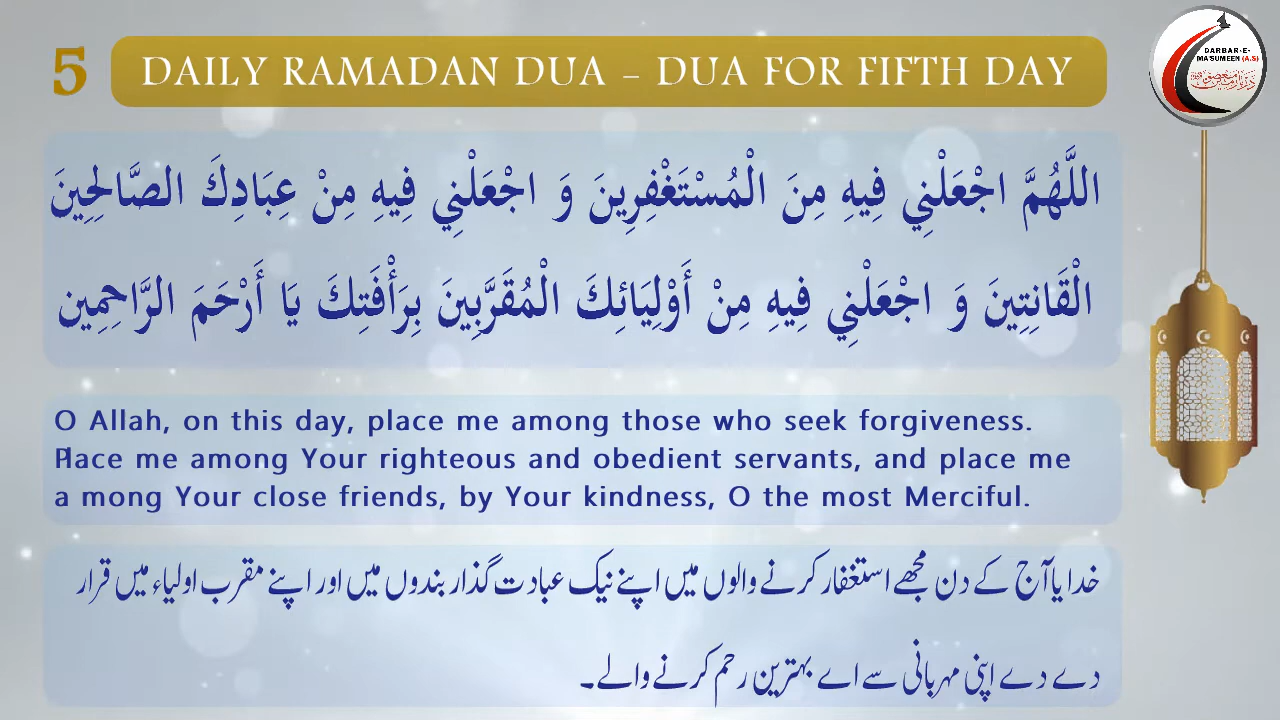 5
DAILY RAMADAN DUA – DUA FOR FIFTH DAY
DARBAR-E-
MA'SUMEEN (A.S)
اللَّهُمَّ اجْعَلْنِي فِيهِ مِنَ الْمُسْتَغْفِرِينَ وَ اجْعَلْنِي فِيهِ مِنْ عِبَادِكَ الصَّالِحِينَ
الْقَانِتِينَ وَ اجْعَلْنِي فِيهِ مِنْ أَوْلِيَائِكَ الْمُقَرَّبِينَ بِرَأْفَتِكَ يَا أَرْحَمَ الرَّاحِمِين
O Allah, on this day, place me among those who seek forgiveness.
Place me among Your righteous and obedient servants, and place me
a mong Your close friends, by Your kindness, O the most Merciful.
خدا یا آج کے دن مجھے استغفار کرنے والوں میں اپنے نیک عبادت گذار بندوں میں اور اپنے مقرب اولیاء میں قرار
دے دے اپنی مہربانی سے اے بہترین رحم کرنے والے۔